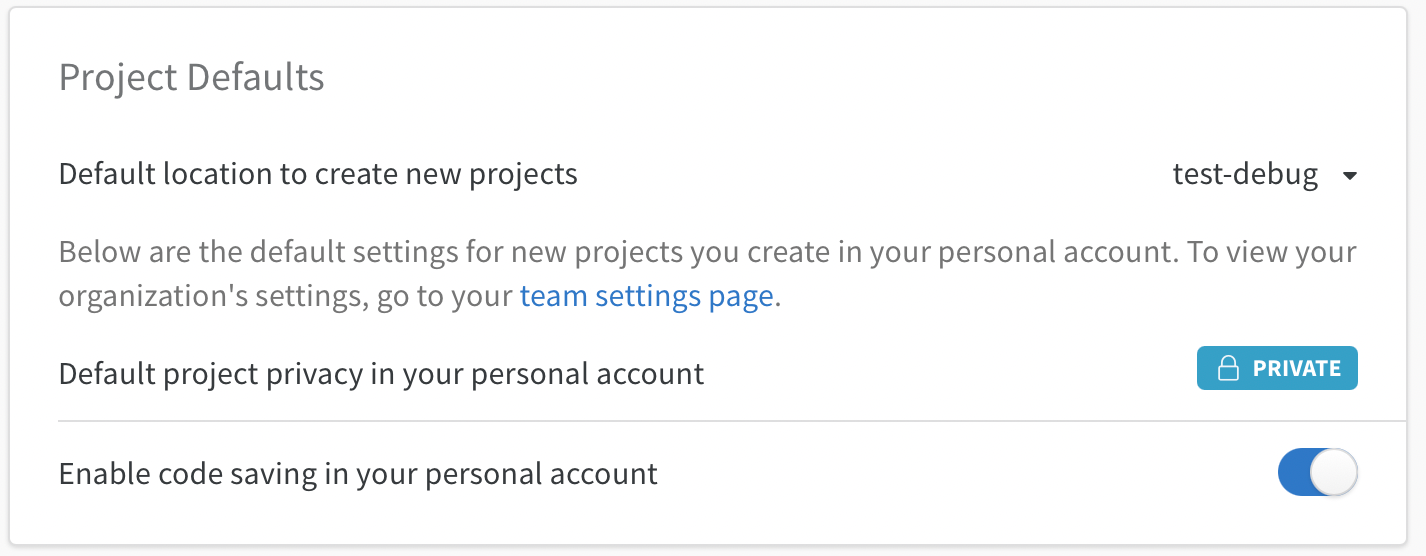 Project Defaults
Default location to create new projects test-debug
Below are the default settings for new projects you create in your personal account. To view your
organization's settings, go to your team settings page.
Default project privacy in your personal account PRIVATE
Enable code saving in your personal account